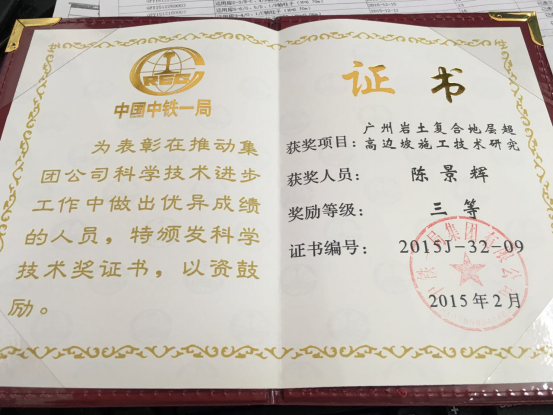 中国中铁一局
为表彰在推动集
团公司科学技术进步
工作中做出优异成绩
的人员，特颁发科学
技术奖证书，以资鼓
励。
证书
获奖项目：广州岩土复合地层超
高边坡施工技术研究
获奖人员：陈景辉
奖励等级：三等
证书编号：2015J-32-09
2015年2月